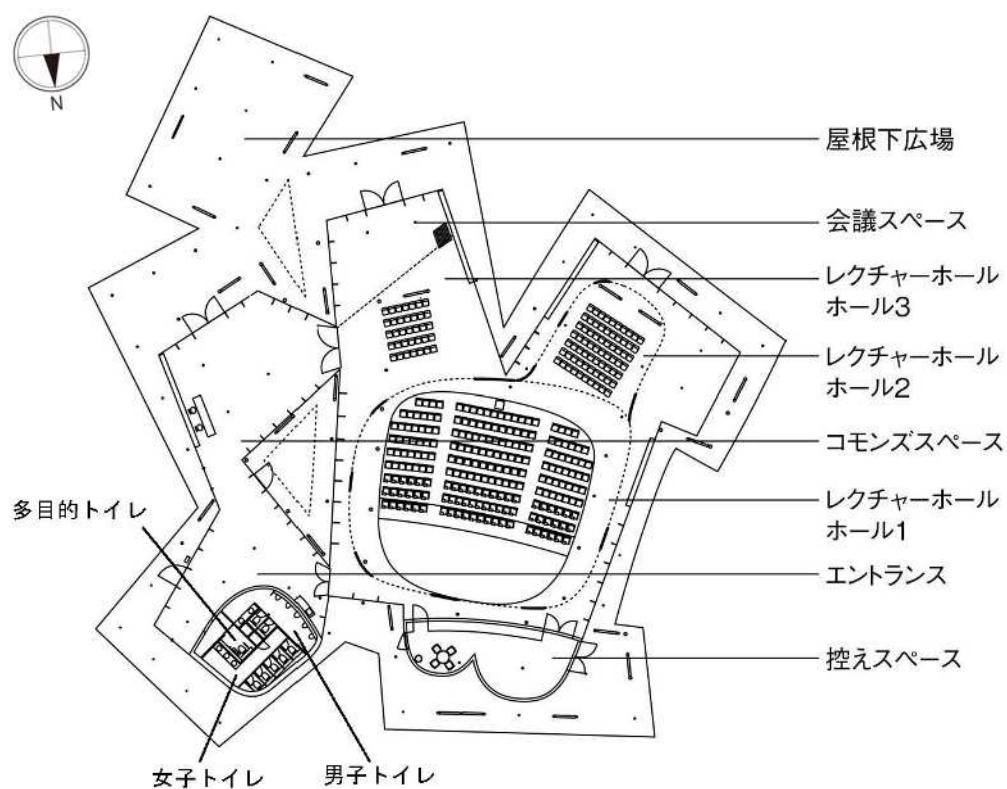 N
屋根下広場
会議スペース
レクチャーホール
ホール3
レクチャーホール
ホール2
コモンズスペース
レクチャーホール
ホール1
エントランス
控えスペース
多目的トイレ
女子トイレ
男子トイレ